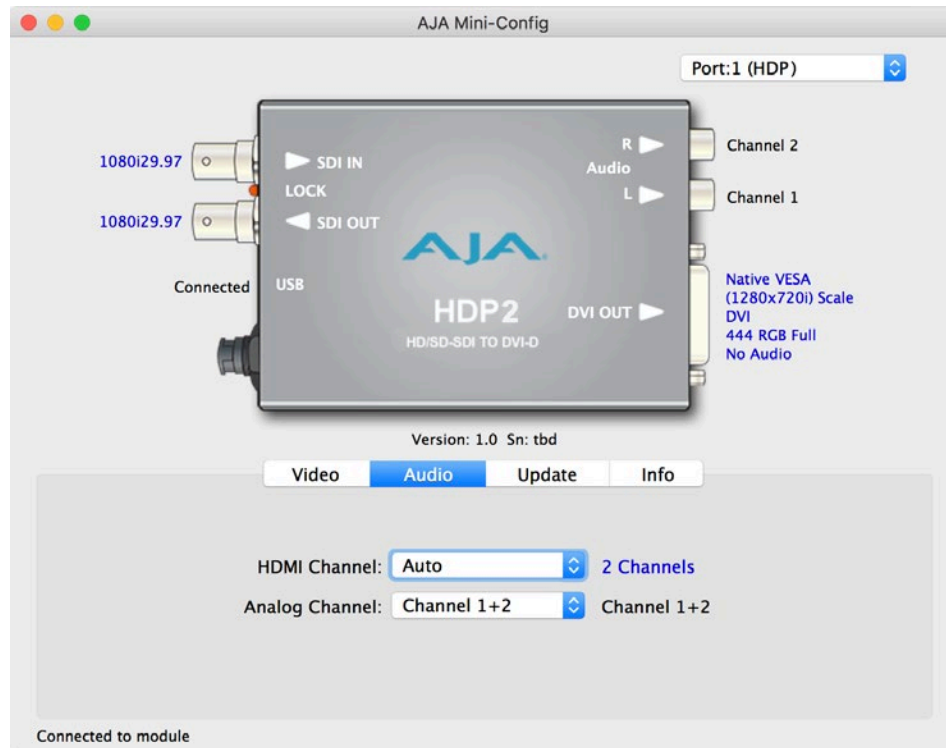 AJA Mini-Config
Port:1 (HDP)
1080i29.97
SDI IN
LOCK
1080i29.97
SDI OUT
Connected
USB
AJA
HDP2
HD/SD-SDI TO DVI-D
R
Audio
L
DVI OUT
Channel 2
Channel 1
Native VESA
(1280x720i) Scale
DVI
444 RGB Full
No Audio
Version: 1.0 Sn: tbd
Video Audio Update Info
HDMI Channel: Auto 2 Channels
Analog Channel: Channel 1+2 Channel 1+2
Connected to module